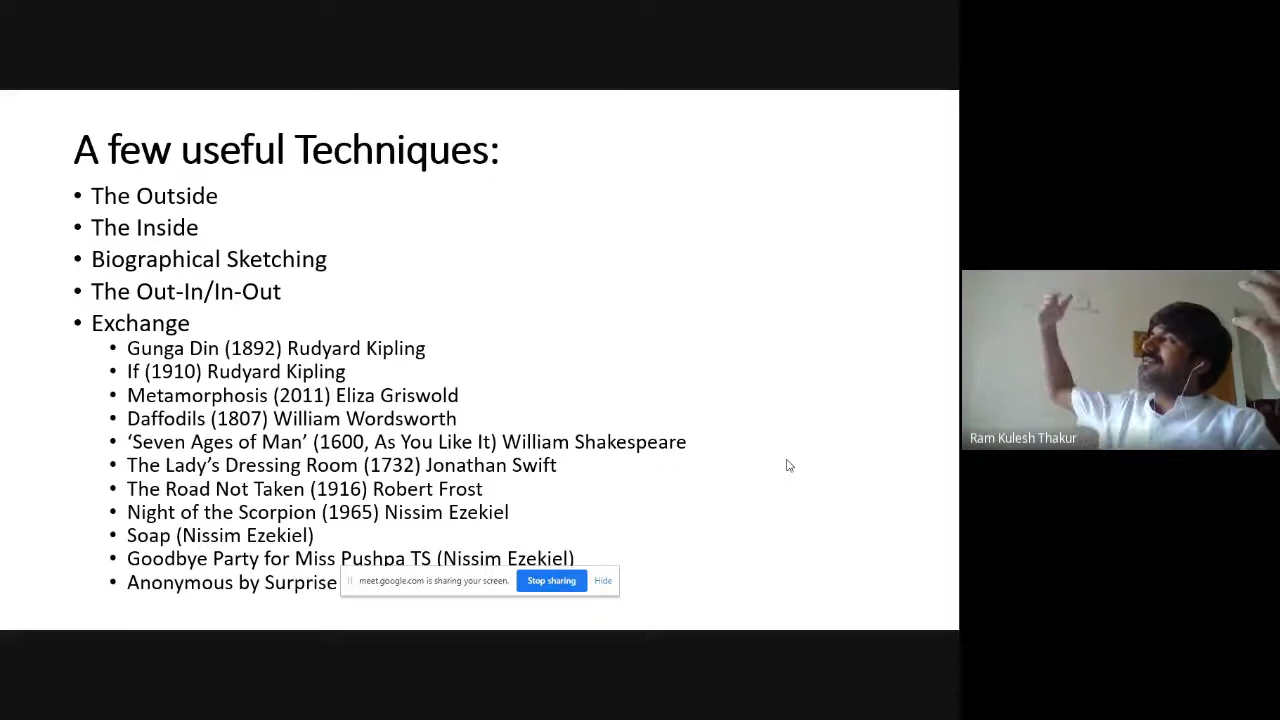 A few useful Techniques:
• The Outside
• The Inside
• Biographical Sketching
• The Out-In/In-Out
• Exchange
• Gunga Din (1892) Rudyard Kipling
• If (1910) Rudyard Kipling
• Metamorphosis (2011) Eliza Griswold
• Daffodils (1807) William Wordsworth
• ‘Seven Ages of Man’ (1600, As You Like It) William Shakespeare
• The Lady’s Dressing Room (1732) Jonathan Swift
• The Road Not Taken (1916) Robert Frost
• Night of the Scorpion (1965) Nissim Ezekiel
• Soap (Nissim Ezekiel)
• Goodbye Party for Miss Pushpa TS (Nissim Ezekiel)
• Anonymous by Surprise
meet.google.com is sharing your screen. Stop sharing Hide
Ram Kulesh Thakur